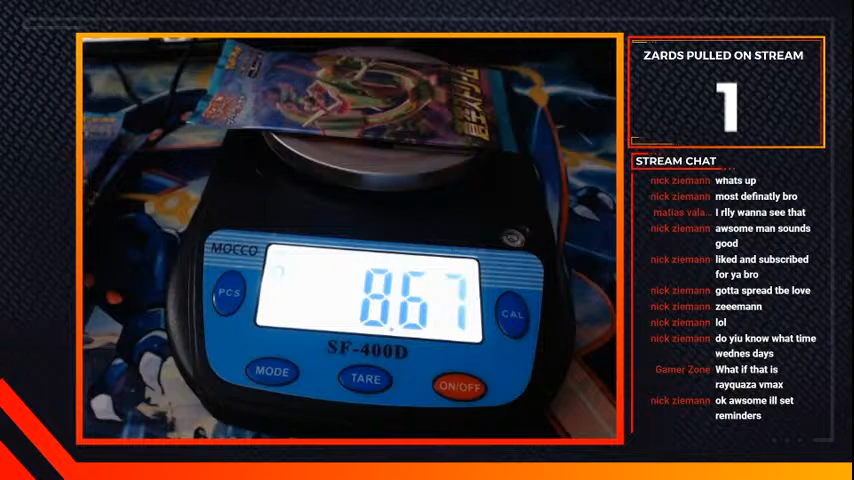 ZARDS PULLED ON STREAM
1
STREAM CHAT
nick ziemann whats up
nick ziemann most definatly bro
matias vala... I rlly wanna see that
nick ziemann awsome man sounds
good
nick ziemann liked and subscribed
for ya bro
nick ziemann gotta spread tbe love
nick ziemann zeeemann
nick ziemann lol
nick ziemann do yiu know what time
wednes days
Gamer Zone What if that is
rayquaza vmax
nick ziemann ok awsome ill set
reminders
MOCCO
8.67
PCS
CAL
SF-400D
MODE
TARE
ON/OFF